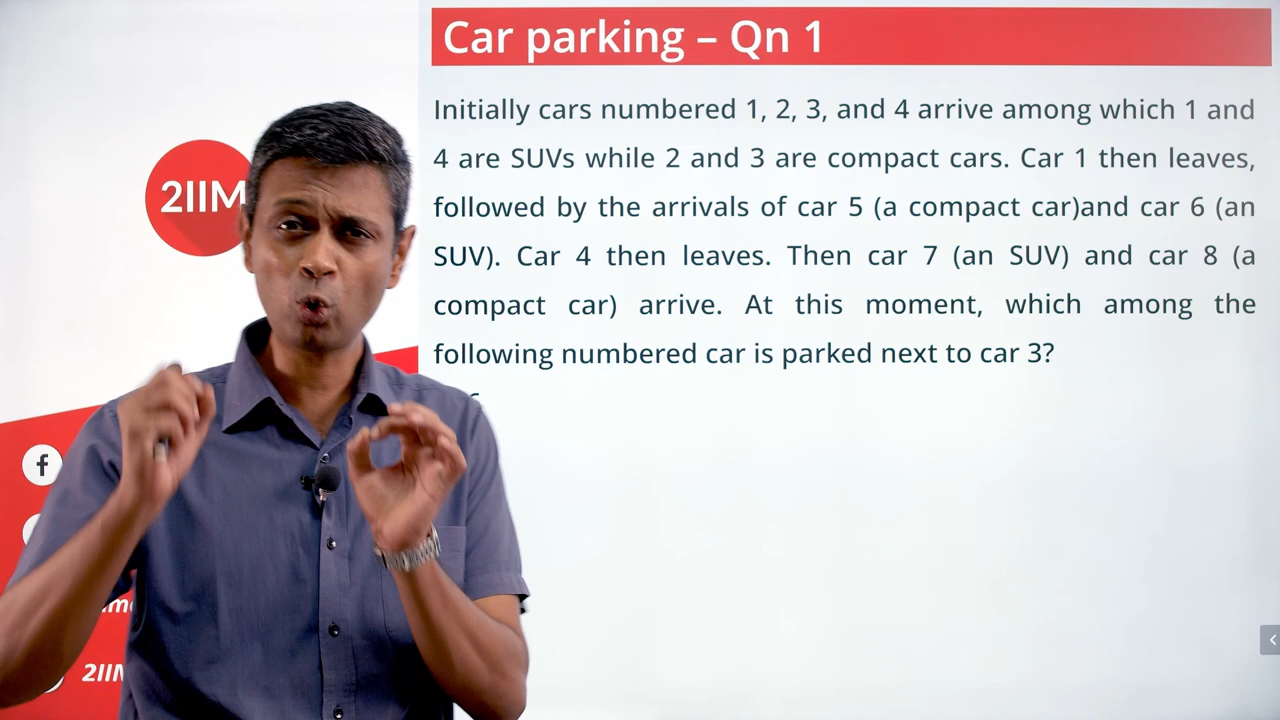 Car parking – Qn 1
Initially cars numbered 1, 2, 3, and 4 arrive among which 1 and
4 are SUVs while 2 and 3 are compact cars. Car 1 then leaves,
followed by the arrivals of car 5 (a compact car)and car 6 (an
SUV). Car 4 then leaves. Then car 7 (an SUV) and car 8 (a
compact car) arrive. At this moment, which among the
following numbered car is parked next to car 3?
2IIM
f